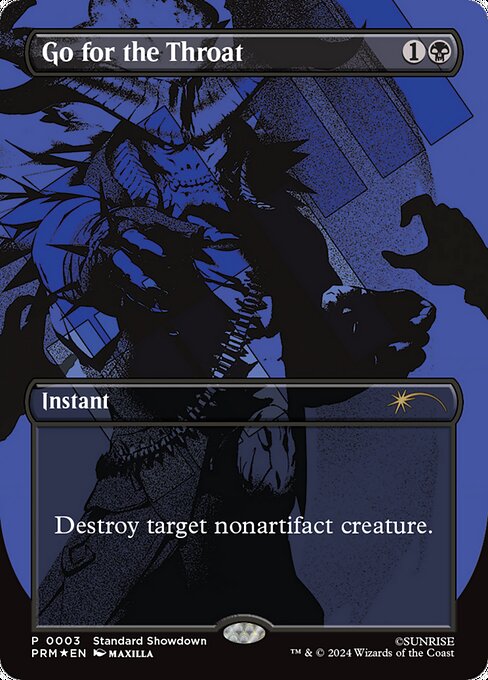 Go for the Throat 1
Instant
Destroy target nonartifact creature.
P 0003 Standard Showdown ©SUNRISE
PRM★EN MAXILLA ™ & © 2024 Wizards of the Coast